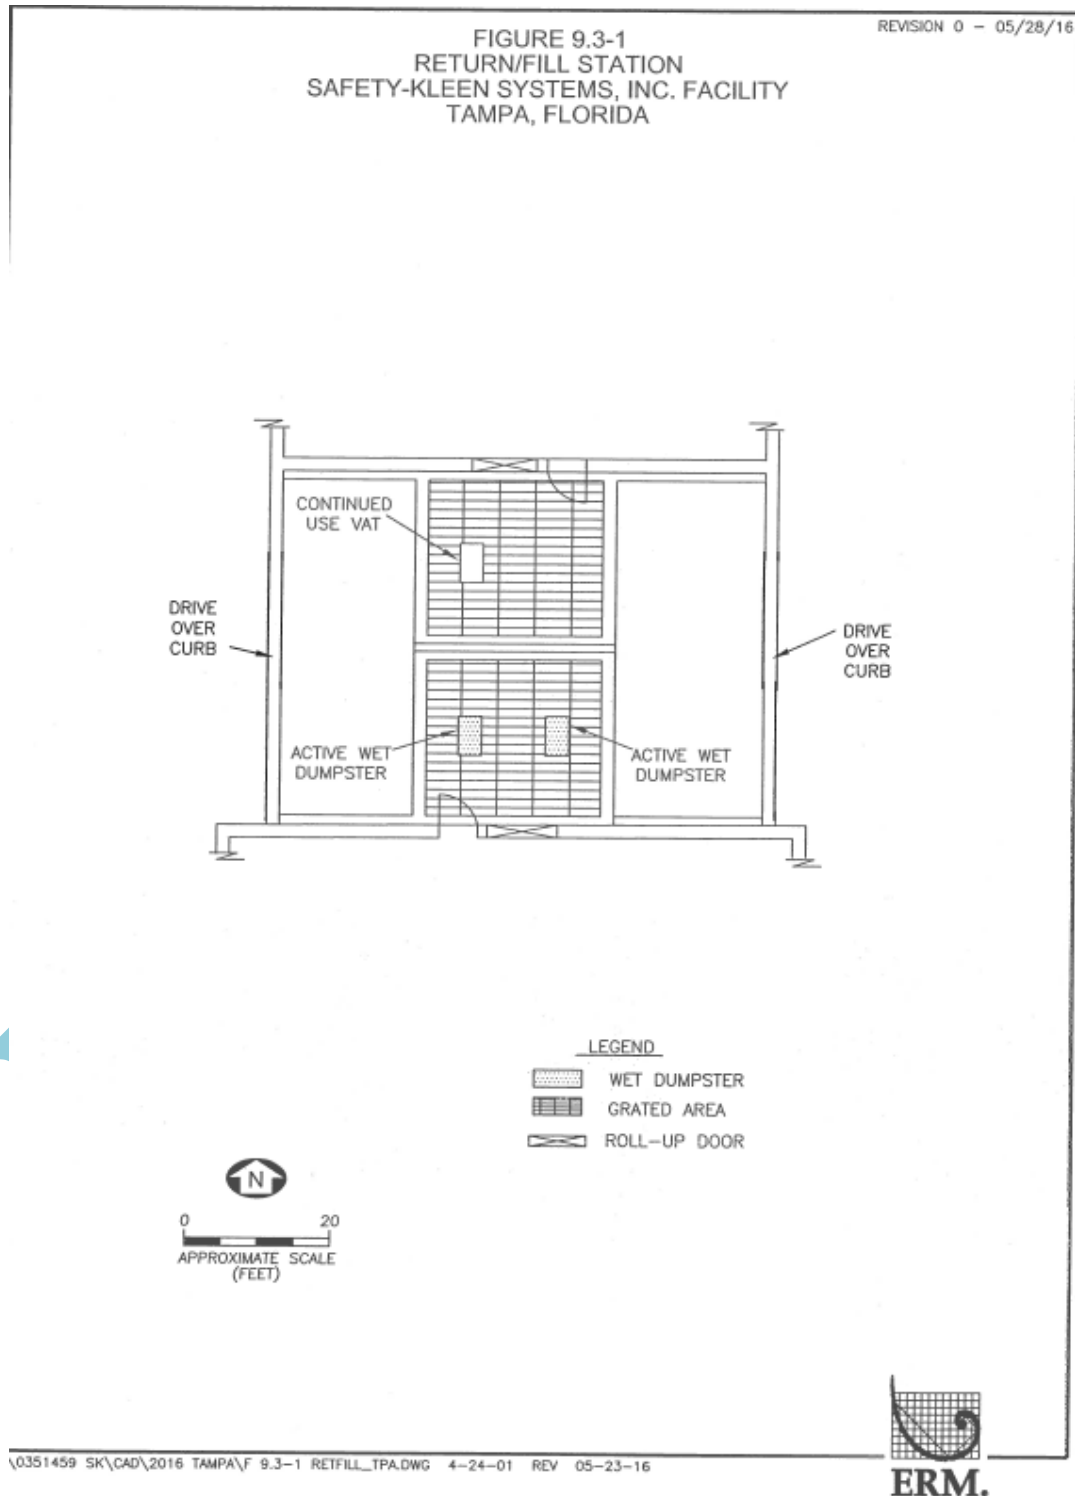 REVISION 0 - 05/28/16
FIGURE 9.3-1
RETURN/FILL STATION
SAFETY-KLEEN SYSTEMS, INC. FACILITY
TAMPA, FLORIDA
CONTINUED
USE VAT
DRIVE
OVER
CURB
DRIVE
OVER
CURB
ACTIVE WET
DUMPSTER
ACTIVE WET
DUMPSTER
LEGEND
WET DUMPSTER
GRATED AREA
ROLL-UP DOOR
N
0 20
APPROXIMATE SCALE
(FEET)
\0351459 SK\CAD\2016 TAMPA\F 9.3-1 RETFILL_TPA.DWG 4-24-01 REV 05-23-16
ERM.